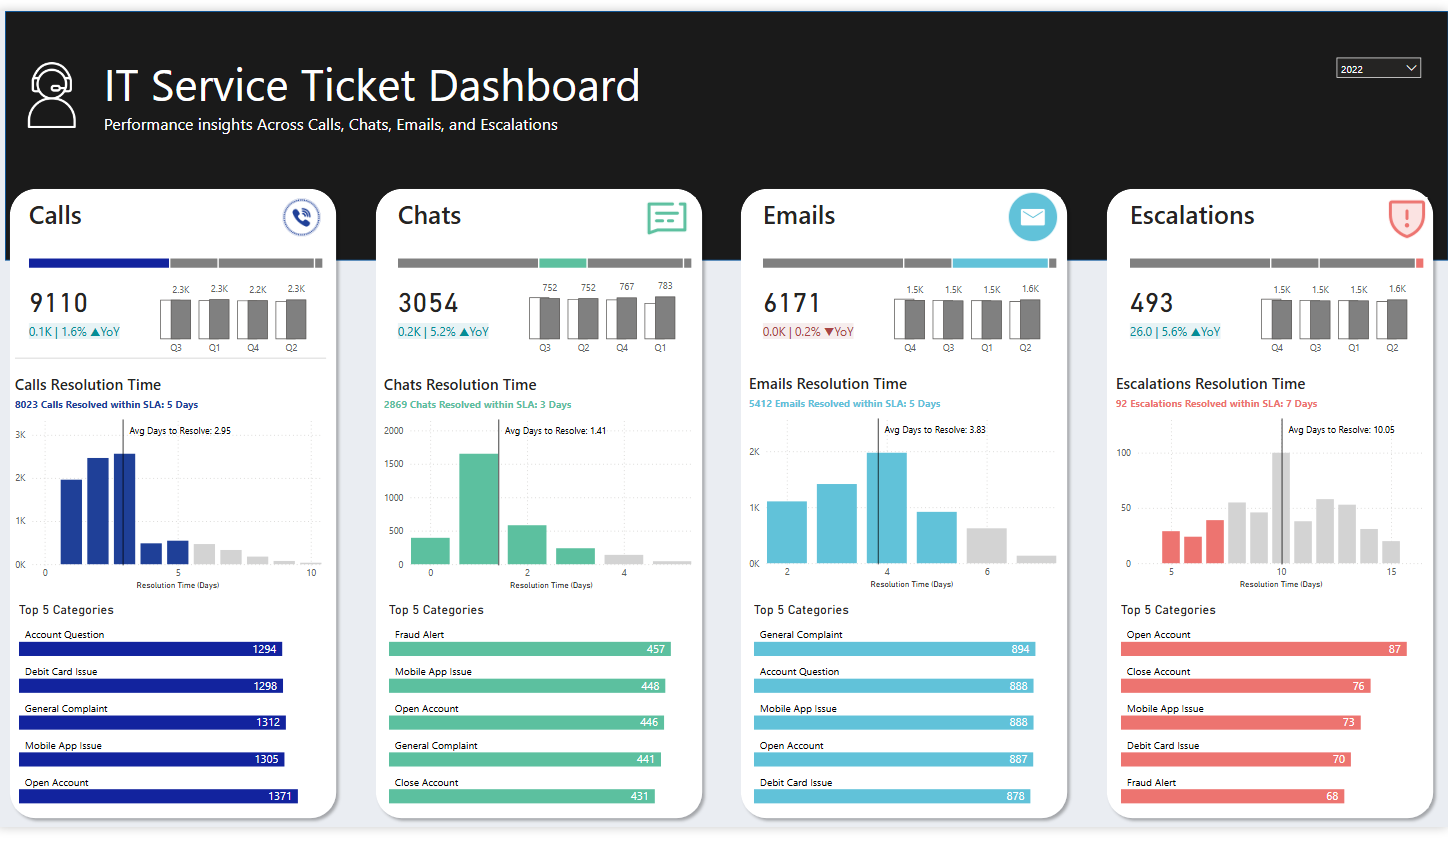 IT Service Ticket Dashboard
Performance insights Across Calls, Chats, Emails, and Escalations
2022
Calls
9110
0.1K | 1.6% ▲YoY
2.3K 2.3K 2.2K 2.3K
Q3 Q1 Q4 Q2
Calls Resolution Time
8023 Calls Resolved within SLA: 5 Days
Avg Days to Resolve: 2.95
3K
2K
1K
0K
0 5 10
Resolution Time (Days)
Top 5 Categories
Account Question
1294
Debit Card Issue
1298
General Complaint
1312
Mobile App Issue
1305
Open Account
1371
Chats
3054
0.2K | 5.2% ▲YoY
752 752 767 783
Q3 Q2 Q4 Q1
Chats Resolution Time
2869 Chats Resolved within SLA: 3 Days
Avg Days to Resolve: 1.41
2000
1500
1000
500
0
0 2 4
Resolution Time (Days)
Top 5 Categories
Fraud Alert
457
Mobile App Issue
448
Open Account
446
General Complaint
441
Close Account
431
Emails
6171
0.0K | 0.2% ▼YoY
1.5K 1.5K 1.5K 1.6K
Q4 Q3 Q1 Q2
Emails Resolution Time
5412 Emails Resolved within SLA: 5 Days
Avg Days to Resolve: 3.83
2K
1K
0K
2 4 6
Resolution Time (Days)
Top 5 Categories
General Complaint
894
Account Question
888
Mobile App Issue
888
Open Account
887
Debit Card Issue
878
Escalations
493
26.0 | 5.6% ▲YoY
1.5K 1.5K 1.5K 1.6K
Q4 Q3 Q1 Q2
Escalations Resolution Time
92 Escalations Resolved within SLA: 7 Days
Avg Days to Resolve: 10.05
100
50
0
5 10 15
Resolution Time (Days)
Top 5 Categories
Open Account
87
Close Account
76
Mobile App Issue
73
Debit Card Issue
70
Fraud Alert
68